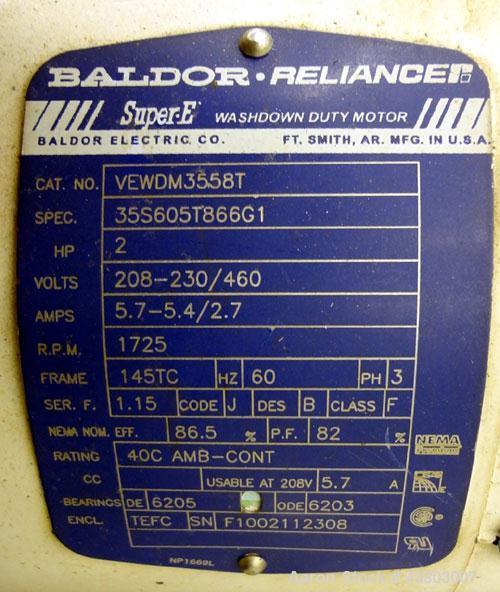 BALDOR · RELIANCE
Super-E WASHDOWN DUTY MOTOR
BALDOR ELECTRIC CO. FT. SMITH, AR. MFG. IN U.S.A.
CAT. NO. VEWDM3558T
SPEC. 35S605T866G1
HP 2
VOLTS 208-230/460
AMPS 5.7-5.4/2.7
R.P.M. 1725
FRAME 145TC HZ 60 PH 3
SER. F. 1.15 CODE J DES B CLASS F
NEMA NOM. EFF. 86.5 % P.F. 82 %
NEMA
RATING 40C AMB-CONT
CC USABLE AT 208V 5.7 A
BEARINGS DE 6205 ODE 6203
ENCL. TEFC SN F1002112308
NP1669L